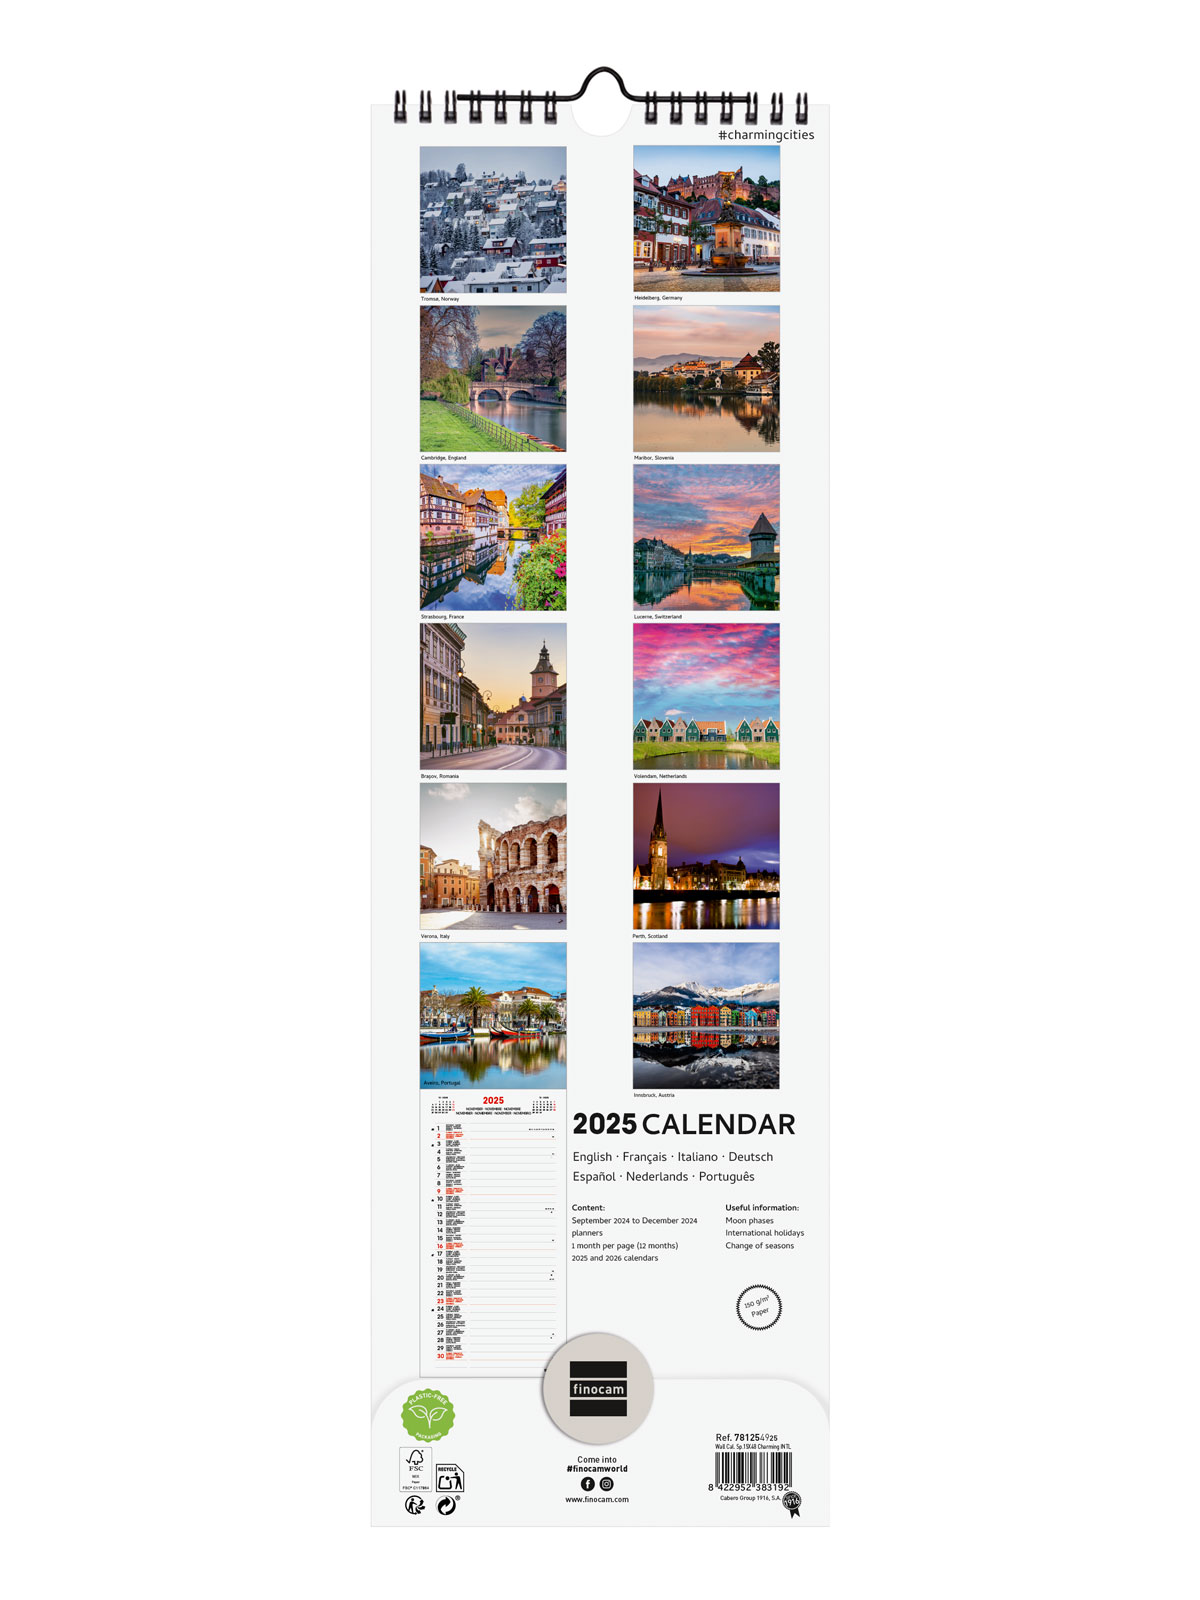 #charmingcities
Tromsø, Norway
Heidelberg, Germany
Cambridge, England
Maribor, Slovenia
Strasbourg, France
Lucerne, Switzerland
Brașov, Romania
Volendam, Netherlands
Verona, Italy
Perth, Scotland
Aveiro, Portugal
Innsbruck, Austria
2025
NOVEMBER · NOVEMBRE · NOVIEMBRE
NOVEMBER · NOVEMBRE · NOVEMBER · NOVEMBRO
1
2
3
4
5
6
7
8
9
10
11
12
13
14
15
16
17
18
19
20
21
22
23
24
25
26
27
28
29
30
2025 CALENDAR
English · Français · Italiano · Deutsch
Español · Nederlands · Português
Content:
September 2024 to December 2024
planners
1 month per page (12 months)
2025 and 2026 calendars
Useful information:
Moon phases
International holidays
Change of seasons
150 g/m²
Paper
finocam
PLASTIC-FREE
PACKAGING
FSC
MIX
Paper
RECYCLE
Come into
#finocamworld
www.finocam.com
Ref. 781254925
Wall Cal. Sp.15X48 Charming INTL
8 422952 383192
Cabero Group 1916, S.A.
1916